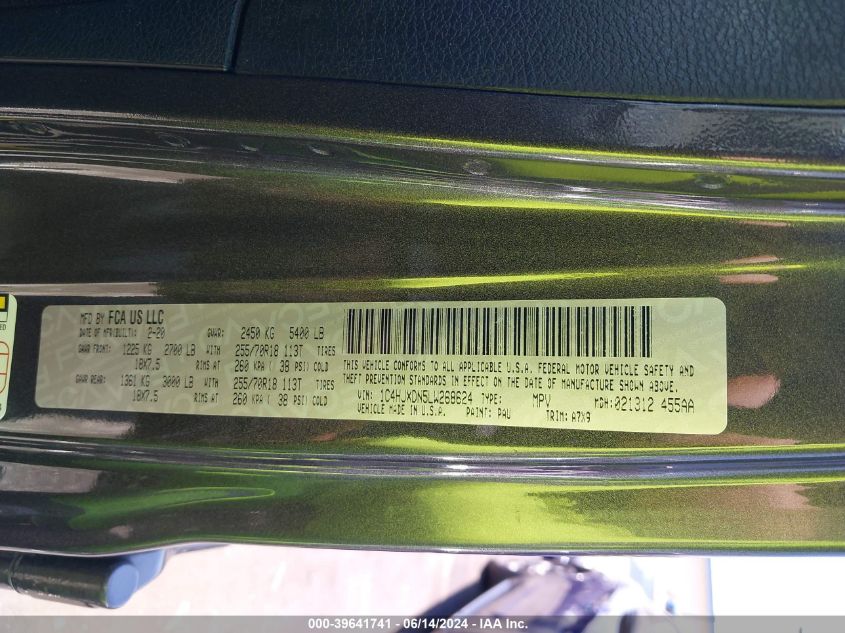 MFD BY FCA US LLC
DATE OF MFR(BUILT): 2-20 GVWR: 2450 KG 5400 LB
GAWR FRONT: 1225 KG 2700 LB WITH 255/70R18 113T TIRES
18X7.5 RIMS AT 260 KPA ( 38 PSI) COLD
GAWR REAR: 1361 KG 3000 LB WITH 255/70R18 113T TIRES
18X7.5 RIMS AT 260 KPA ( 38 PSI) COLD
THIS VEHICLE CONFORMS TO ALL APPLICABLE U.S.A. FEDERAL MOTOR VEHICLE SAFETY AND
THEFT PREVENTION STANDARDS IN EFFECT ON THE DATE OF MANUFACTURE SHOWN ABOVE.
VIN: 1C4HJXDN5LW268624 TYPE: MPV MDH:021312 455AA
VEHICLE MADE IN U.S.A. PAINT: PAU TRIM: A7X9
000-39641741 - 06/14/2024 - IAA Inc.